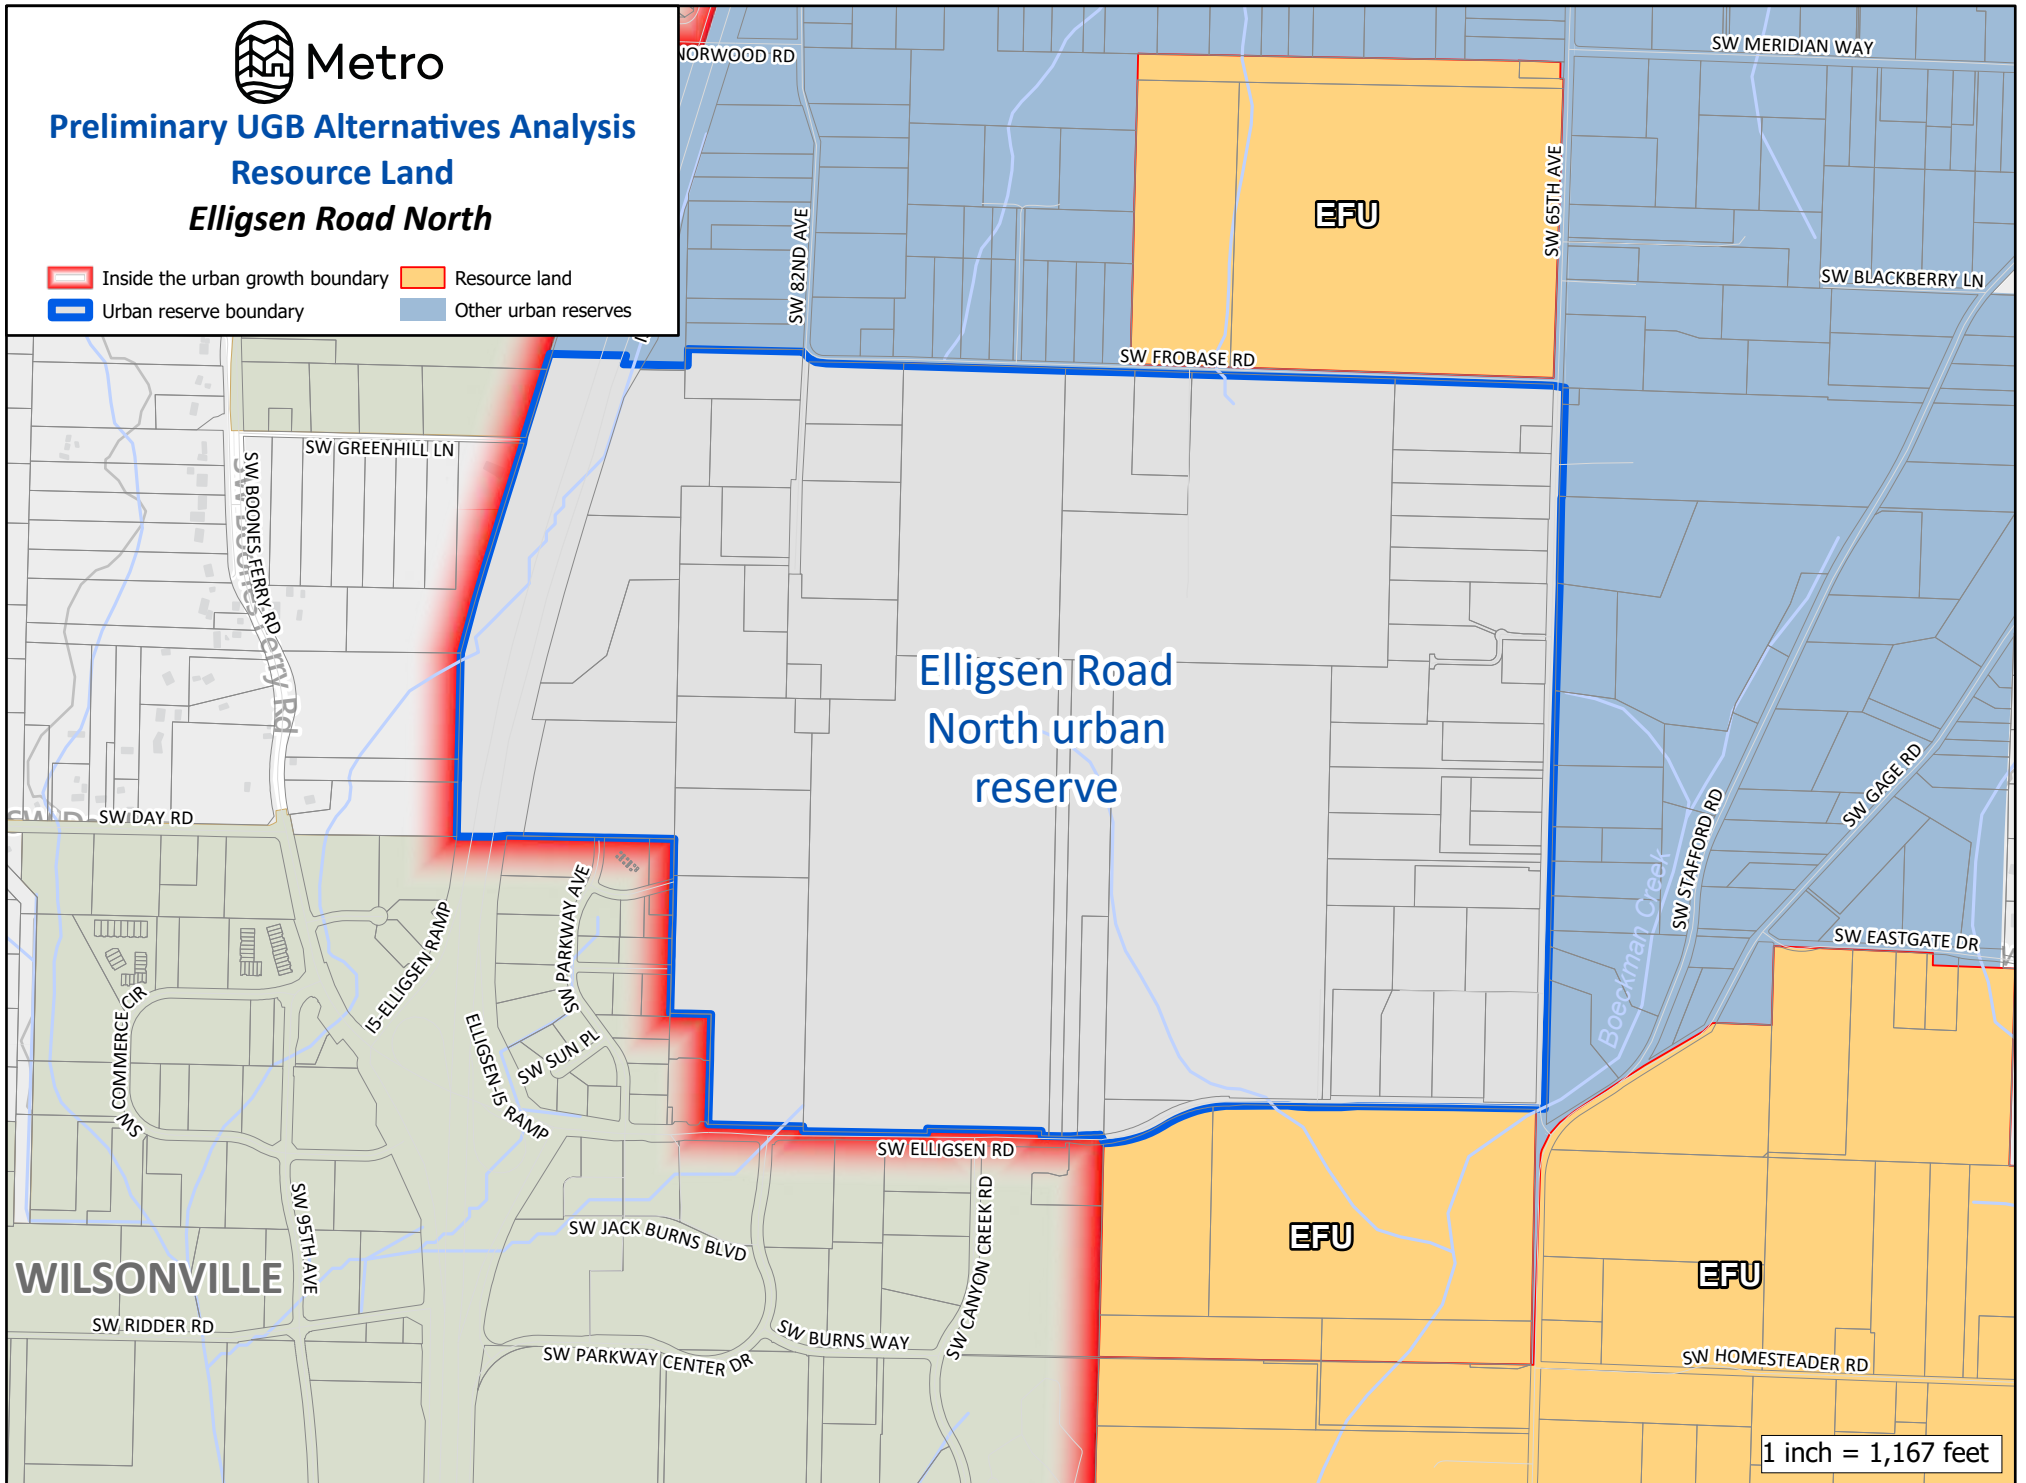 Metro
Preliminary UGB Alternatives Analysis
Resource Land
Elligsen Road North
Inside the urban growth boundary
Resource land
Urban reserve boundary
Other urban reserves
NORWOOD RD
SW MERIDIAN WAY
SW 82ND AVE
EFU
SW 65TH AVE
SW BLACKBERRY LN
SW FROBASE RD
SW GREENHILL LN
SW BOONES FERRY RD
SW Boones Ferry Rd
Elligsen Road
North urban
reserve
SW DAY RD
SW GAGE RD
SW STAFFORD RD
Boeckman Creek
SW EASTGATE DR
SW PARKWAY AVE
I5-ELLIGSEN RAMP
SW COMMERCE CIR
ELLIGSEN-I5 RAMP
SW SUN PL
SW ELLIGSEN RD
SW 95TH AVE
SW JACK BURNS BLVD
SW CANYON CREEK RD
EFU
EFU
WILSONVILLE
SW RIDDER RD
SW BURNS WAY
SW PARKWAY CENTER DR
SW HOMESTEADER RD
1 inch = 1,167 feet